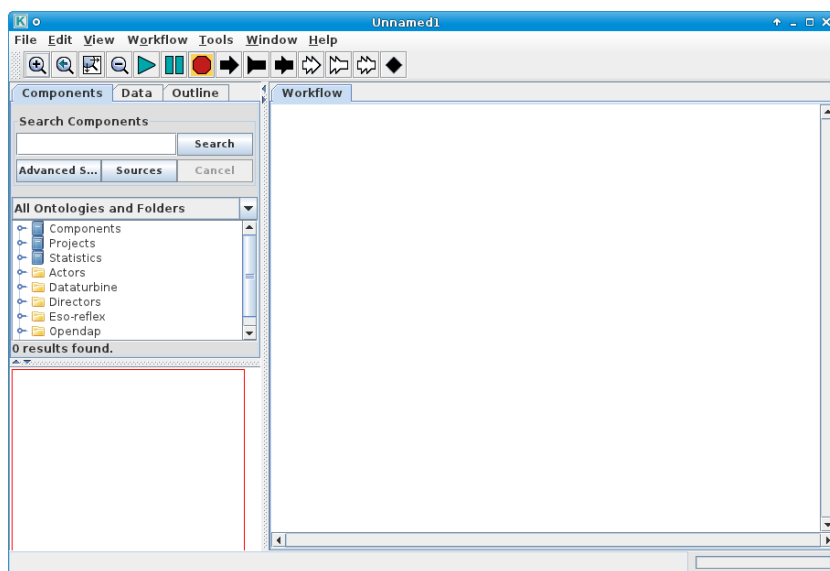 K Unnamed1
File Edit View Workflow Tools Window Help
Components Data Outline
Workflow
Search Components
Search
Advanced S... Sources Cancel
All Ontologies and Folders
Components
Projects
Statistics
Actors
Dataturbine
Directors
Eso-reflex
Opendap
0 results found.